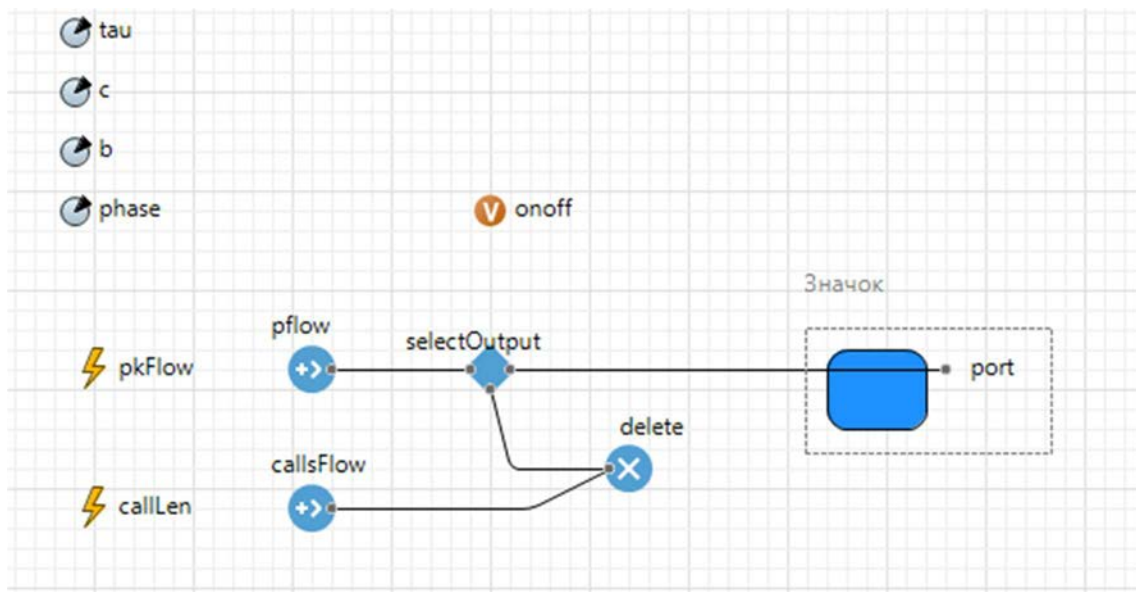 tau
c
b
phase
onoff
Значок
pflow
selectOutput
pkFlow
port
delete
callsFlow
callLen